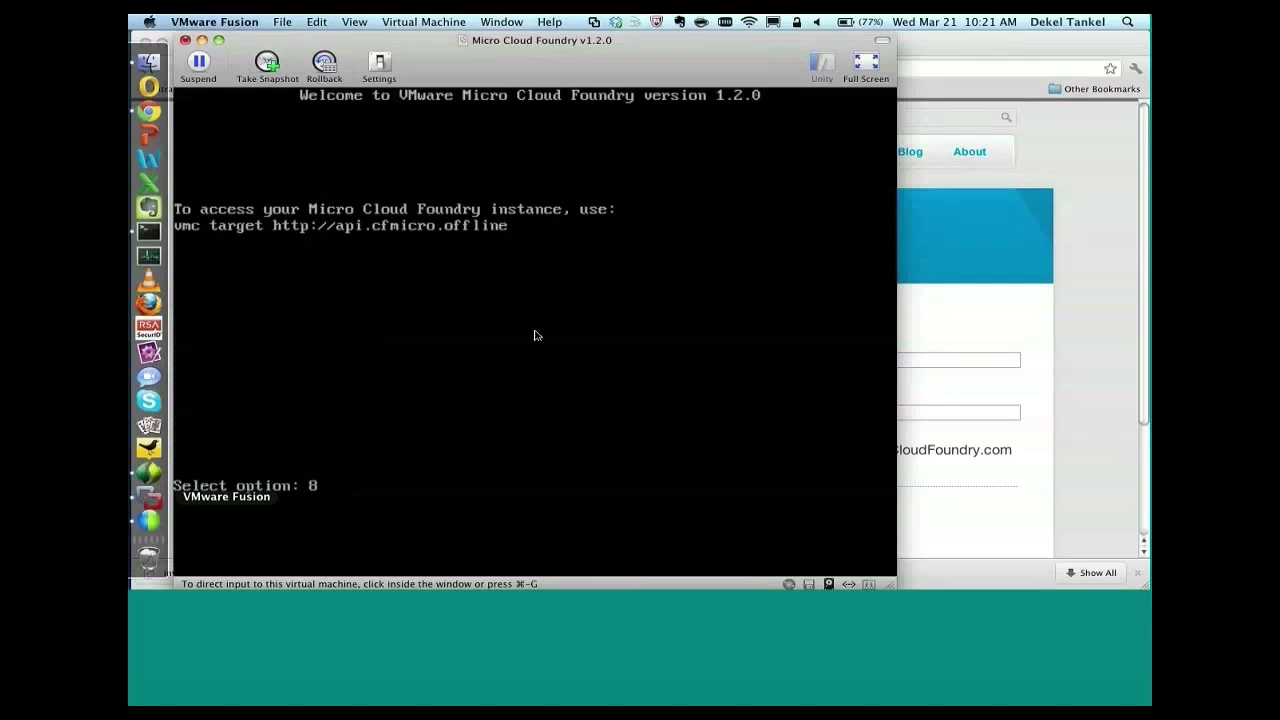 VMware Fusion File Edit View Virtual Machine Window Help (77%) Wed Mar 21 10:21 AM Dekel Tankel
Micro Cloud Foundry v1.2.0
Suspend Take Snapshot Rollback Settings Unity Full Screen
Other Bookmarks
Welcome to VMware Micro Cloud Foundry version 1.2.0
Blog About
To access your Micro Cloud Foundry instance, use:
vmc target http://api.cfmicro.offline
RSA
SecurID
CloudFoundry.com
Select option: 8
VMware Fusion
Show All
To direct input to this virtual machine, click inside the window or press ⌘-G